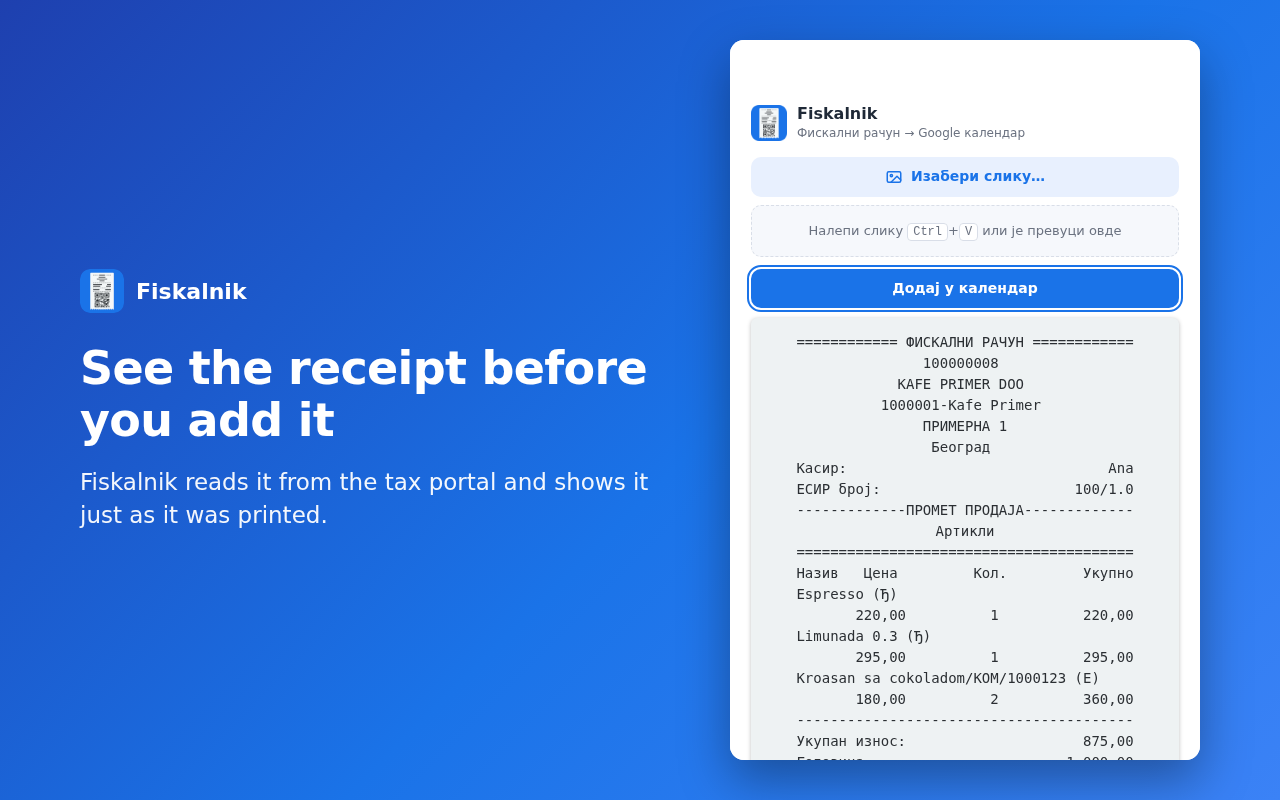 Fiskalnik
See the receipt before
you add it
Fiskalnik reads it from the tax portal and shows it
just as it was printed.
Fiskalnik
Фискални рачун → Google календар
Изабери слику…
Налепи слику Ctrl+V или је превуци овде
Додај у календар
============ ФИСКАЛНИ РАЧУН ============
100000008
KAFE PRIMER DOO
1000001-Kafe Primer
ПРИМЕРНА 1
Београд
Касир: Ana
ЕСИР број: 100/1.0
-------------ПРОМЕТ ПРОДАЈА-------------
Артикли
========================================
Назив Цена Кол. Укупно
Espresso (Ђ)
220,00 1 220,00
Limunada 0.3 (Ђ)
295,00 1 295,00
Kroasan sa cokoladom/KOM/1000123 (Е)
180,00 2 360,00
----------------------------------------
Укупан износ: 875,00